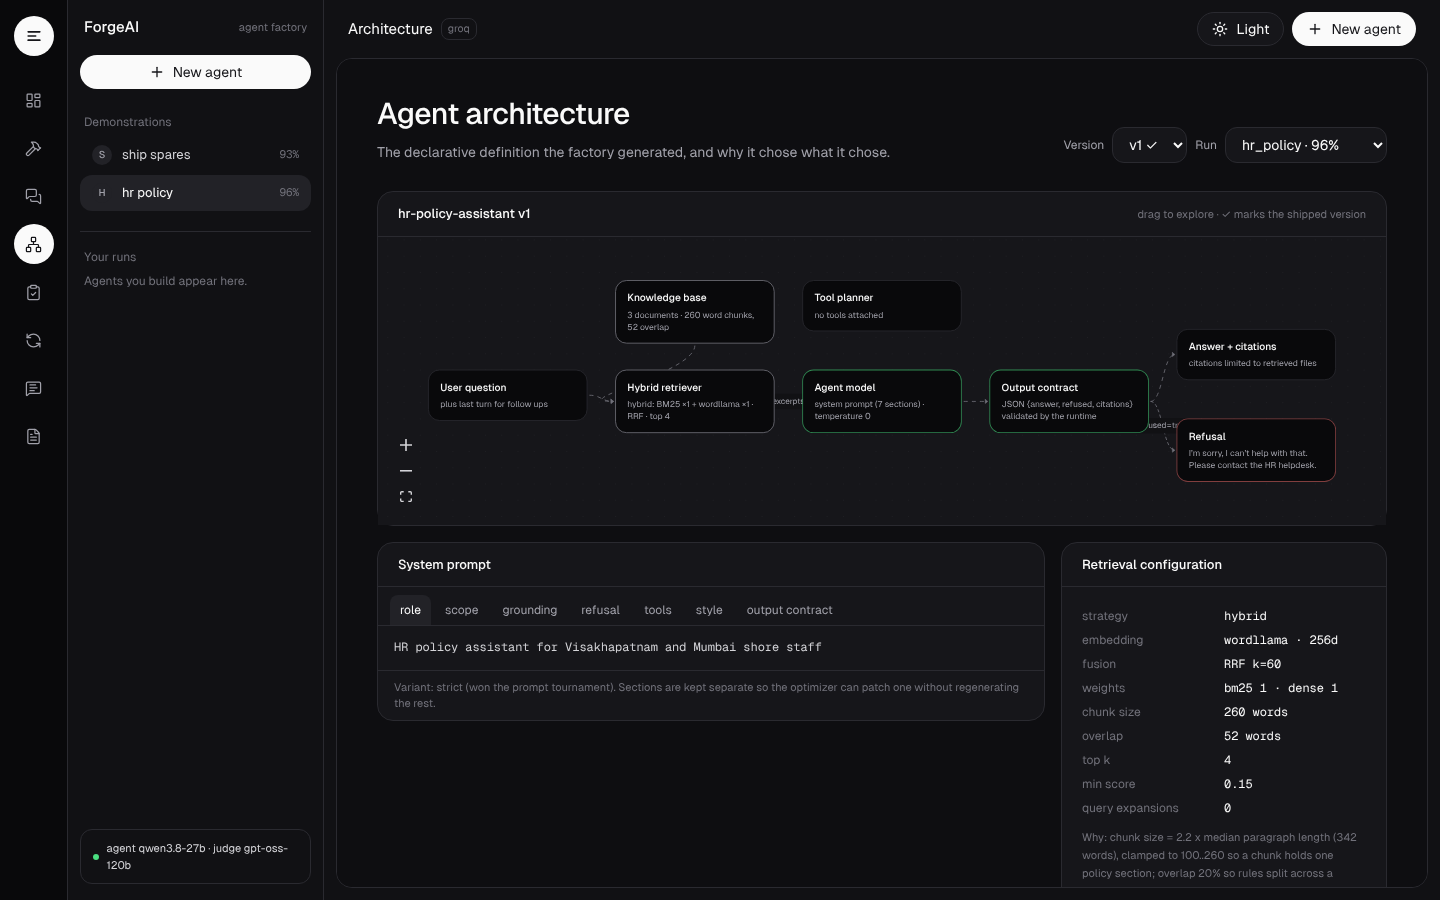 ForgeAI
agent factory
New agent
Demonstrations
S
ship spares
93%
H
hr policy
96%
Your runs
Agents you build appear here.
agent qwen3.8-27b · judge gpt-oss-
120b
Architecture
groq
Light
New agent
Agent architecture
The declarative definition the factory generated, and why it chose what it chose.
Version
v1 ✓
Run
hr_policy · 96%
hr-policy-assistant v1
drag to explore · ✓ marks the shipped version
Knowledge base
3 documents · 260 word chunks,
52 overlap
Tool planner
no tools attached
User question
plus last turn for follow ups
Hybrid retriever
hybrid: BM25 ×1 + wordllama ×1 ·
RRF · top 4
excerpts
Agent model
system prompt (7 sections) ·
temperature 0
Output contract
JSON {answer, refused, citations}
validated by the runtime
Answer + citations
citations limited to retrieved files
Refusal
I'm sorry, I can't help with that.
Please contact the HR helpdesk.
System prompt
role
scope
grounding
refusal
tools
style
output contract
HR policy assistant for Visakhapatnam and Mumbai shore staff
Variant: strict (won the prompt tournament). Sections are kept separate so the optimizer can patch one without regenerating
the rest.
Retrieval configuration
strategy
hybrid
embedding
wordllama · 256d
fusion
RRF k=60
weights
bm25 1 · dense 1
chunk size
260 words
overlap
52 words
top k
4
min score
0.15
query expansions
0
Why: chunk size = 2.2 x median paragraph length (342
words), clamped to 100..260 so a chunk holds one
policy section; overlap 20% so rules split across a